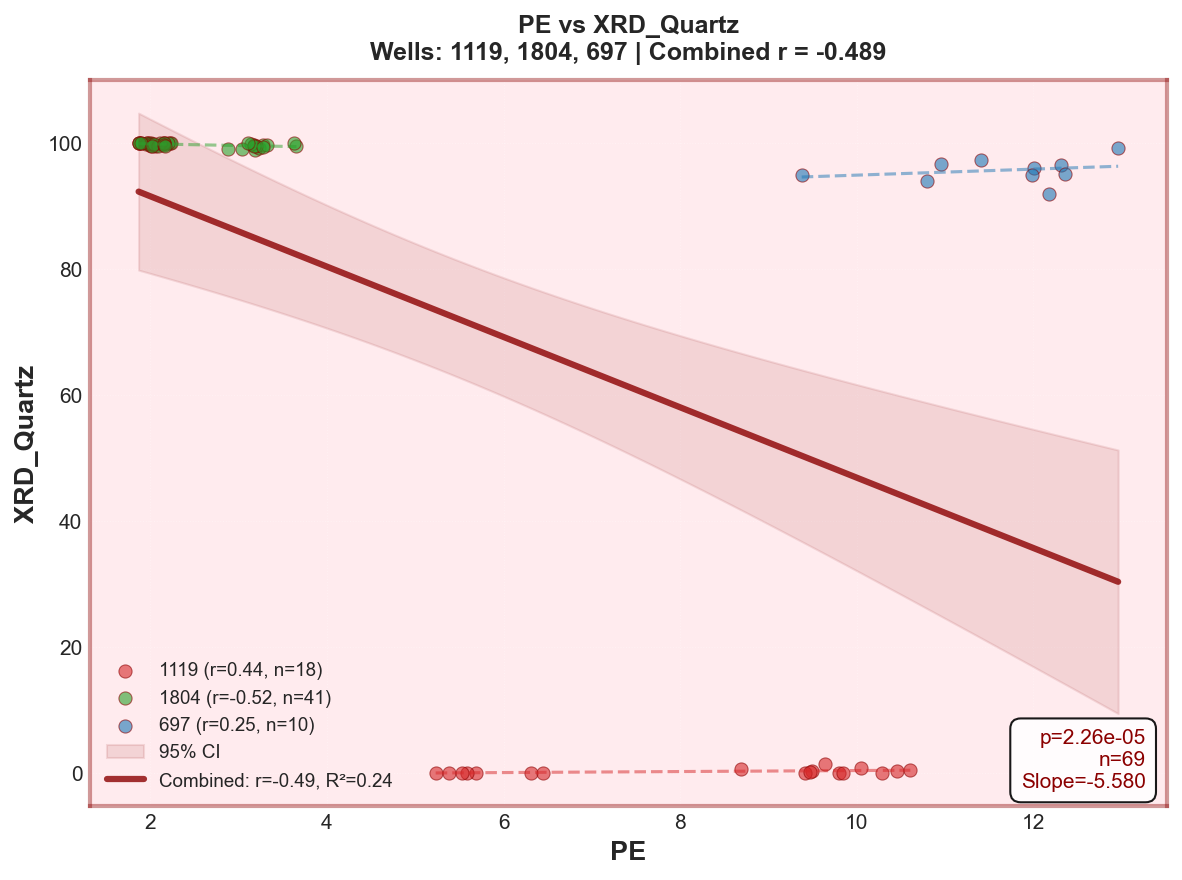 PE vs XRD_Quartz
Wells: 1119, 1804, 697 | Combined r = -0.489
XRD_Quartz
100
80
60
40
20
0
1119 (r=0.44, n=18)
1804 (r=-0.52, n=41)
697 (r=0.25, n=10)
95% CI
Combined: r=-0.49, R²=0.24
p=2.26e-05
n=69
Slope=-5.580
2 4 6 8 10 12
PE